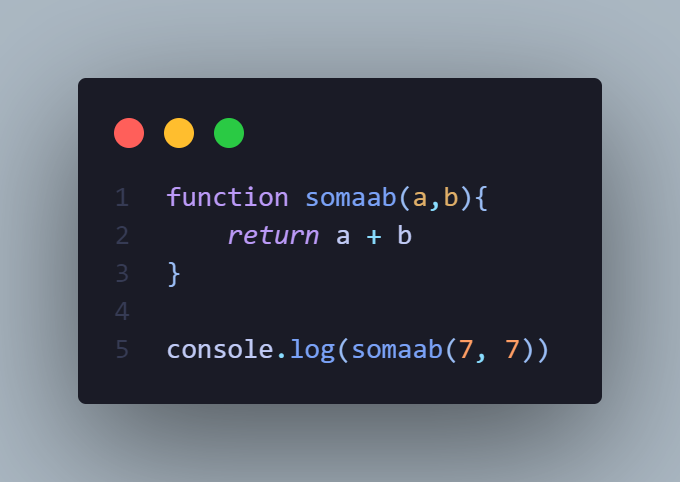 1 function somaab(a,b){
2     return a + b
3 }
4
5 console.log(somaab(7, 7))